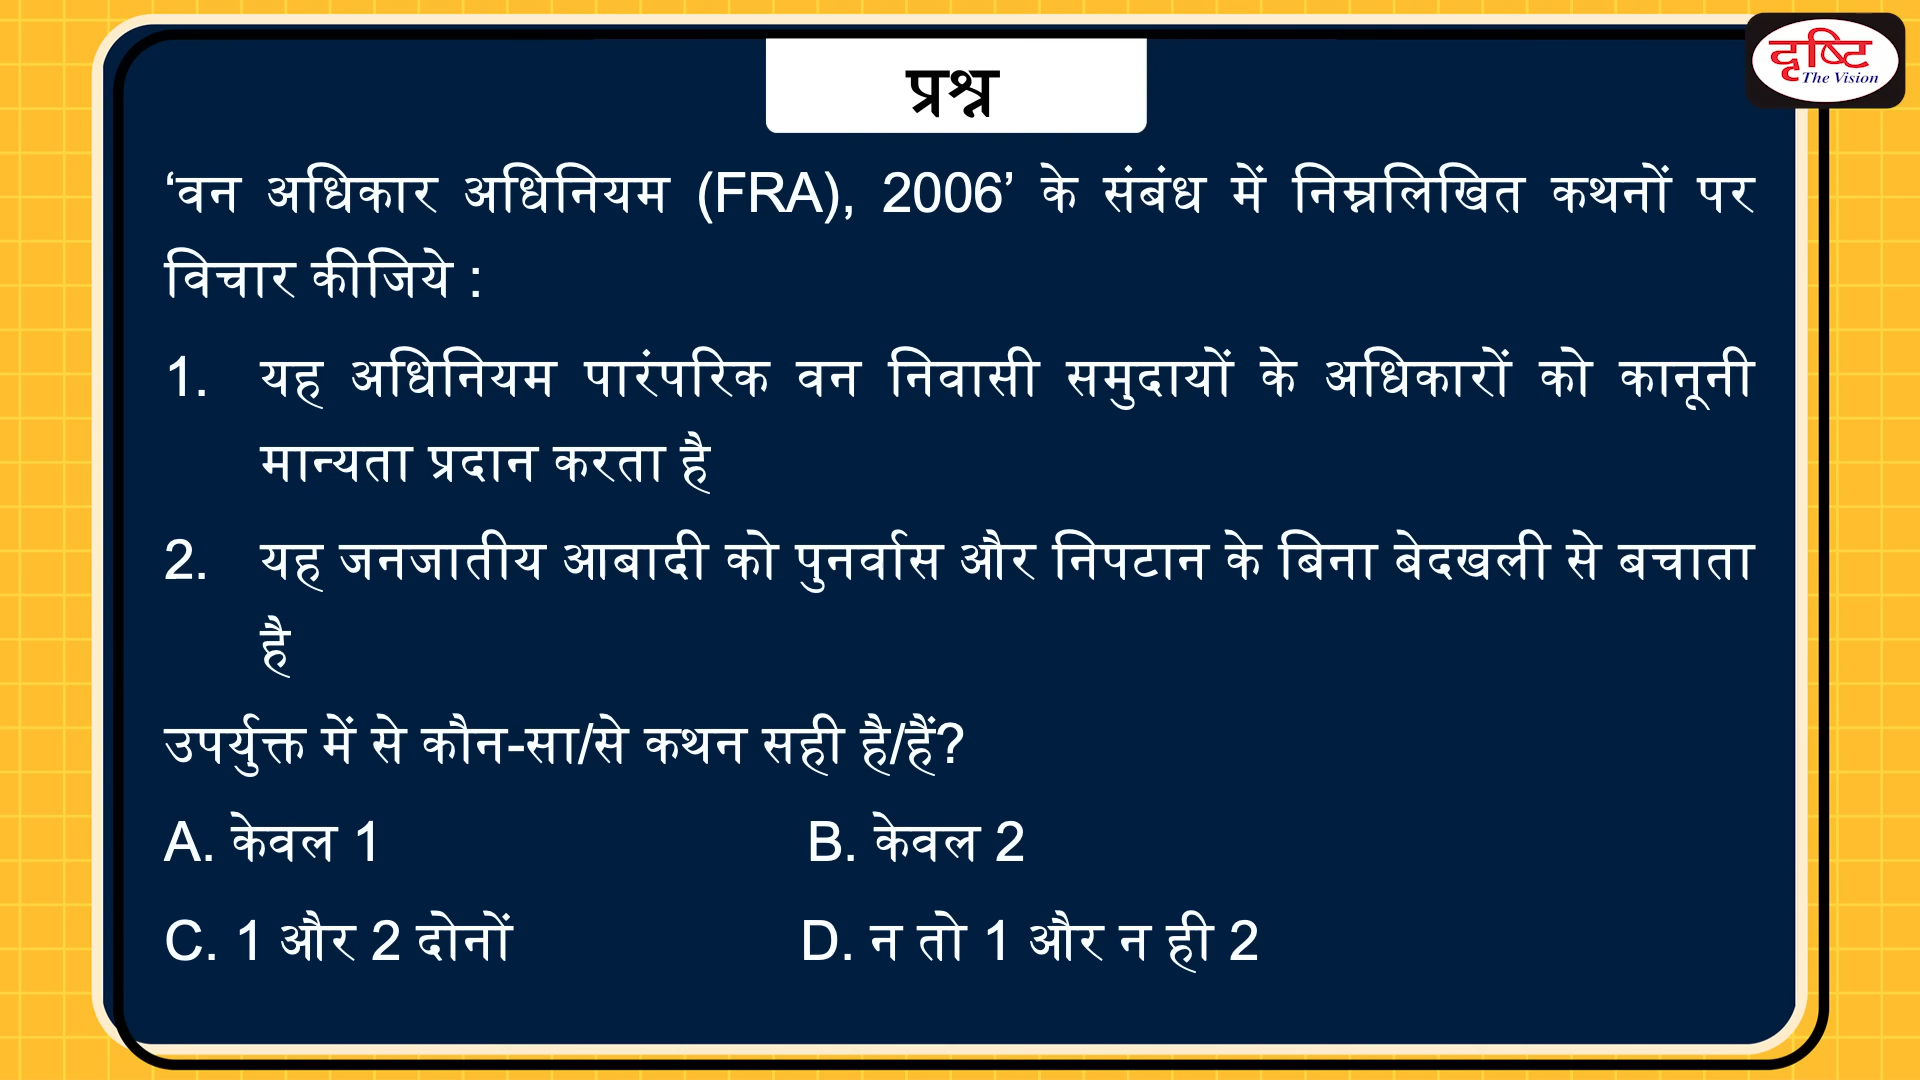 दृष्टि
The Vision
प्रश्न
‘वन अधिकार अधिनियम (FRA), 2006’ के संबंध में निम्नलिखित कथनों पर
विचार कीजिये :
1. यह अधिनियम पारंपरिक वन निवासी समुदायों के अधिकारों को कानूनी
मान्यता प्रदान करता है
2. यह जनजातीय आबादी को पुनर्वास और निपटान के बिना बेदखली से बचाता
है
उपर्युक्त में से कौन-सा/से कथन सही है/हैं?
A. केवल 1 B. केवल 2
C. 1 और 2 दोनों D. न तो 1 और न ही 2